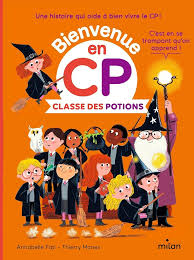 Une histoire qui aide à bien vivre le CP !
Bienvenue
en
CP
CLASSE DES POTIONS
C'est en se
trompant qu'on
apprend !
Annabelle Fati - Thierry Manes
milan